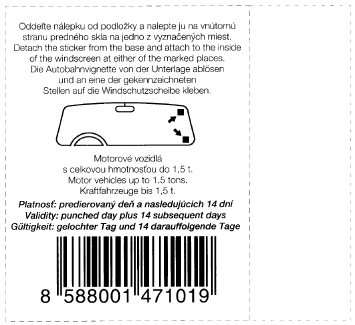 Oddeľte nálepku od podložky a nalepte ju na vnútornú
stranu predného skla na jedno z vyznačených miest.
Detach the sticker from the base and attach to the inside
of the windscreen at either of the marked places.
Die Autobahnvignette von der Unterlage ablösen
und an eine der gekennzeichneten
Stellen auf die Windschutzscheibe kleben.
Motorové vozidlá
s celkovou hmotnosťou do 1,5 t.
Motor vehicles up to 1.5 tons.
Kraftfahrzeuge bis 1,5 t.
Platnosť: predierovaný deň a nasledujúcich 14 dní
Validity: punched day plus 14 subsequent days
Gültigkeit: gelochter Tag und 14 darauffolgende Tage
8 588001 471019